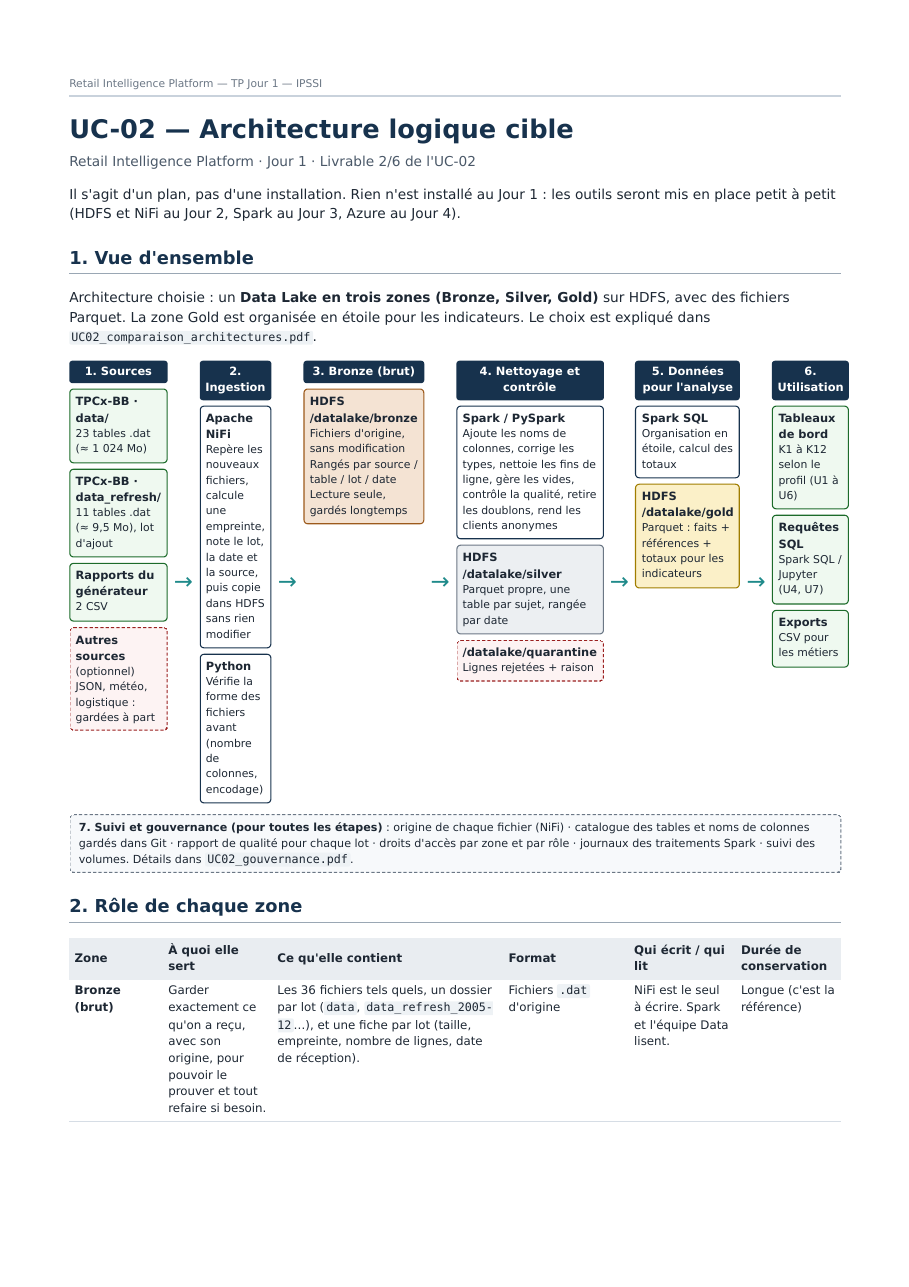 Retail Intelligence Platform — TP Jour 1 — IPSSI
UC-02 — Architecture logique cible
Retail Intelligence Platform · Jour 1 · Livrable 2/6 de l'UC-02
Il s'agit d'un plan, pas d'une installation. Rien n'est installé au Jour 1 : les outils seront mis en place petit à petit
(HDFS et NiFi au Jour 2, Spark au Jour 3, Azure au Jour 4).
1. Vue d'ensemble
Architecture choisie : un Data Lake en trois zones (Bronze, Silver, Gold) sur HDFS, avec des fichiers
Parquet. La zone Gold est organisée en étoile pour les indicateurs. Le choix est expliqué dans
UC02_comparaison_architectures.pdf.
1. Sources
TPCx-BB ·
data/
23 tables .dat
(≈ 1 024 Mo)
TPCx-BB ·
data_refresh/
11 tables .dat
(≈ 9,5 Mo), lot
d'ajout
Rapports du
générateur
2 CSV
Autres
sources
(optionnel)
JSON, météo,
logistique :
gardées à part
→
2.
Ingestion
Apache
NiFi
Repère les
nouveaux
fichiers,
calcule
une
empreinte,
note le lot,
la date et
la source,
puis copie
dans HDFS
sans rien
modifier
Python
Vérifie la
forme des
fichiers
avant
(nombre
de
colonnes,
encodage)
→
3. Bronze (brut)
HDFS
/datalake/bronze
Fichiers d'origine,
sans modification
Rangés par source /
table / lot / date
Lecture seule,
gardés longtemps
→
4. Nettoyage et
contrôle
Spark / PySpark
Ajoute les noms de
colonnes, corrige les
types, nettoie les fins de
ligne, gère les vides,
contrôle la qualité, retire
les doublons, rend les
clients anonymes
HDFS
/datalake/silver
Parquet propre, une
table par sujet, rangée
par date
/datalake/quarantine
Lignes rejetées + raison
→
5. Données
pour l'analyse
Spark SQL
Organisation en
étoile, calcul des
totaux
HDFS
/datalake/gold
Parquet : faits +
références +
totaux pour les
indicateurs
→
6.
Utilisation
Tableaux
de bord
K1 à K12
selon le
profil (U1 à
U6)
Requêtes
SQL
Spark SQL /
Jupyter
(U4, U7)
Exports
CSV pour
les métiers
7. Suivi et gouvernance (pour toutes les étapes) : origine de chaque fichier (NiFi) · catalogue des tables et noms de colonnes
gardés dans Git · rapport de qualité pour chaque lot · droits d'accès par zone et par rôle · journaux des traitements Spark · suivi des
volumes. Détails dans UC02_gouvernance.pdf.
2. Rôle de chaque zone
Zone
À quoi elle
sert
Ce qu'elle contient
Format
Qui écrit / qui
lit
Durée de
conservation
Bronze
(brut)
Garder
exactement ce
qu'on a reçu,
avec son
origine, pour
pouvoir le
prouver et tout
refaire si besoin.
Les 36 fichiers tels quels, un dossier
par lot (data, data_refresh_2005-
12…), et une fiche par lot (taille,
empreinte, nombre de lignes, date
de réception).
Fichiers .dat
d'origine
NiFi est le seul
à écrire. Spark
et l'équipe Data
lisent.
Longue (c'est la
référence)